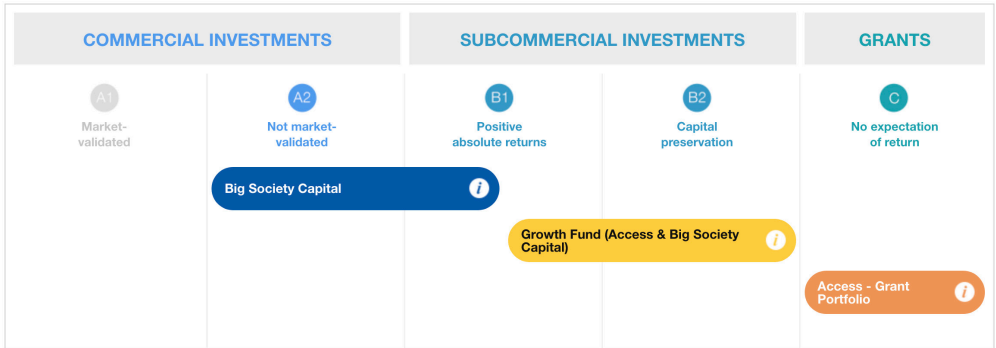 COMMERCIAL INVESTMENTS
SUBCOMMERCIAL INVESTMENTS
GRANTS
A1
Market-
validated
A2
Not market-
validated
B1
Positive
absolute returns
B2
Capital
preservation
C
No expectation
of return
Big Society Capital
i
Growth Fund (Access & Big Society
Capital)
i
Access - Grant
Portfolio
i